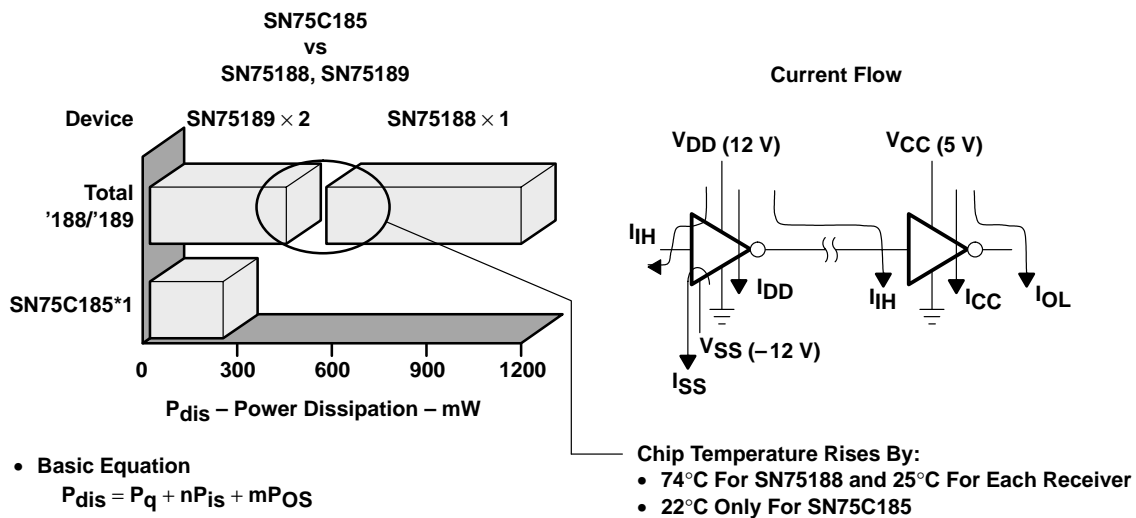 SN75C185
vs
SN75188, SN75189
Device
SN75189 × 2
SN75188 × 1
Total
'188/'189
SN75C185*1
0
300
600
900
1200
Pdis – Power Dissipation – mW
• Basic Equation
Pdis = Pq + nPis + mPOS
Current Flow
VDD (12 V)
VCC (5 V)
IIH
IDD
IIH
ICC
IOL
VSS (–12 V)
ISS
Chip Temperature Rises By:
• 74°C For SN75188 and 25°C For Each Receiver
• 22°C Only For SN75C185